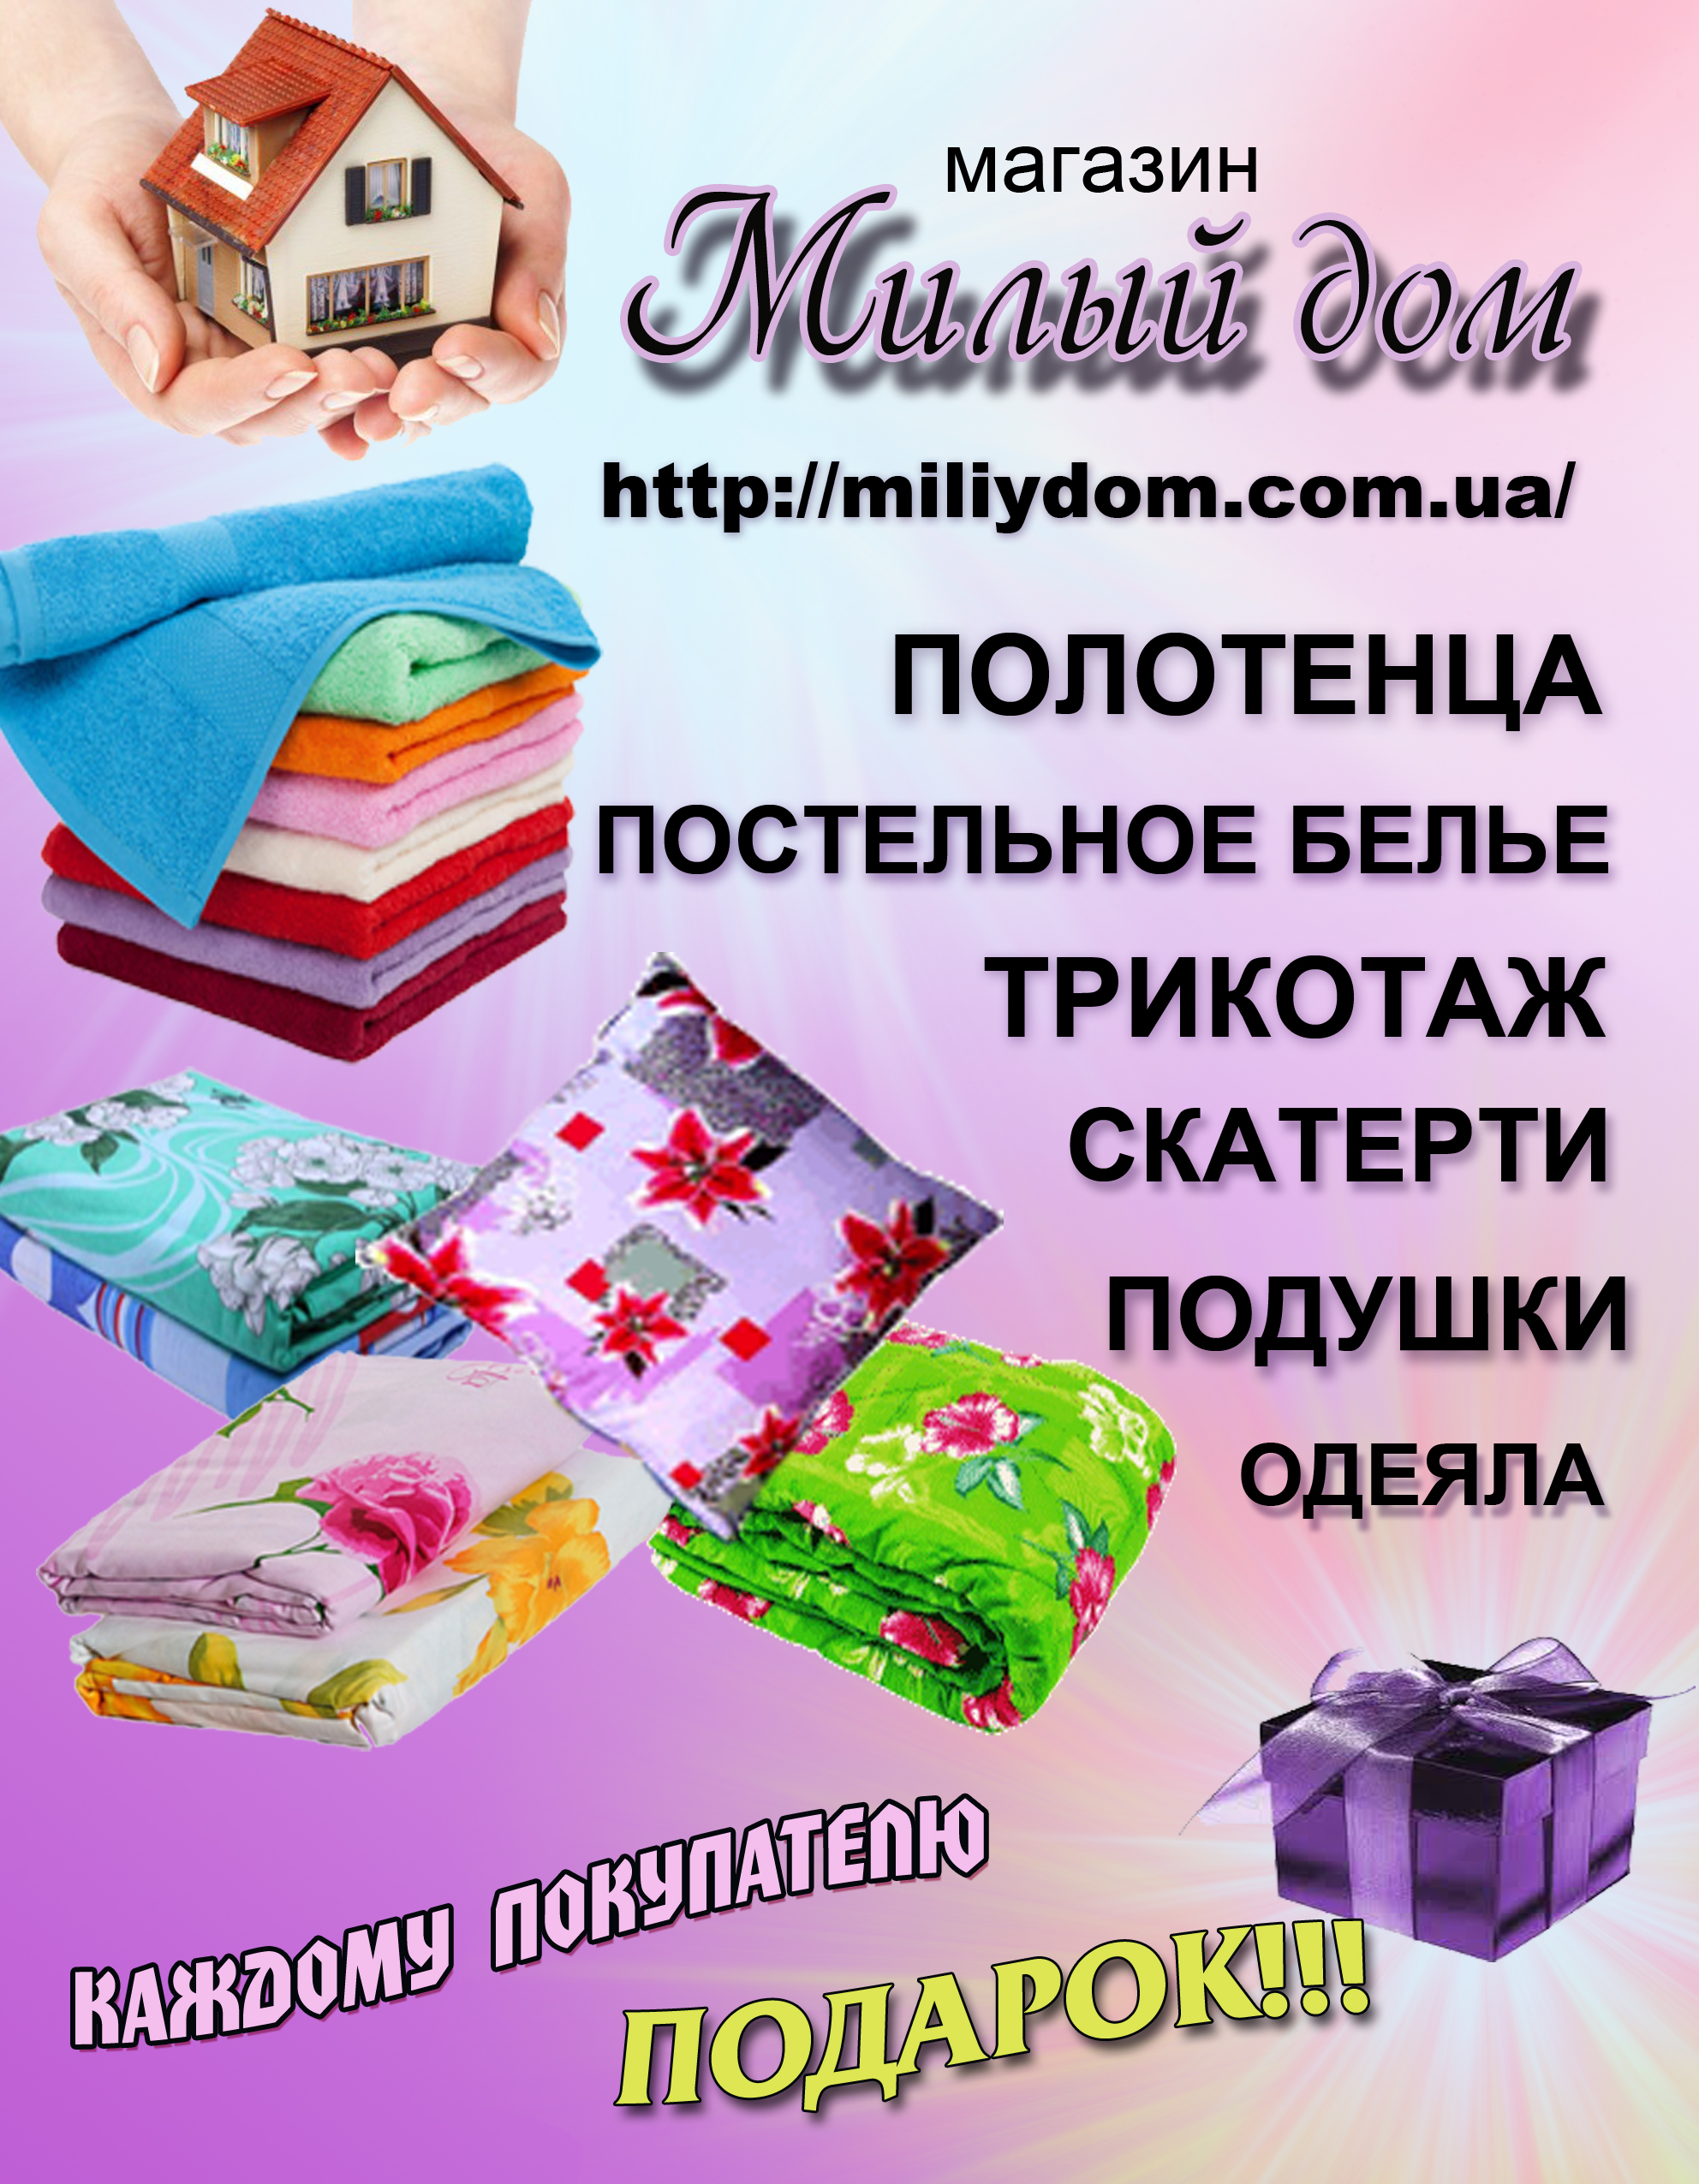 магазин
Милый дом
http://miliydom.com.ua/
ПОЛОТЕНЦА
ПОСТЕЛЬНОЕ БЕЛЬЕ
ТРИКОТАЖ
СКАТЕРТИ
ПОДУШКИ
ОДЕЯЛА
КАЖДОМУ ПОКУПАТЕЛЮ
ПОДАРОК!!!